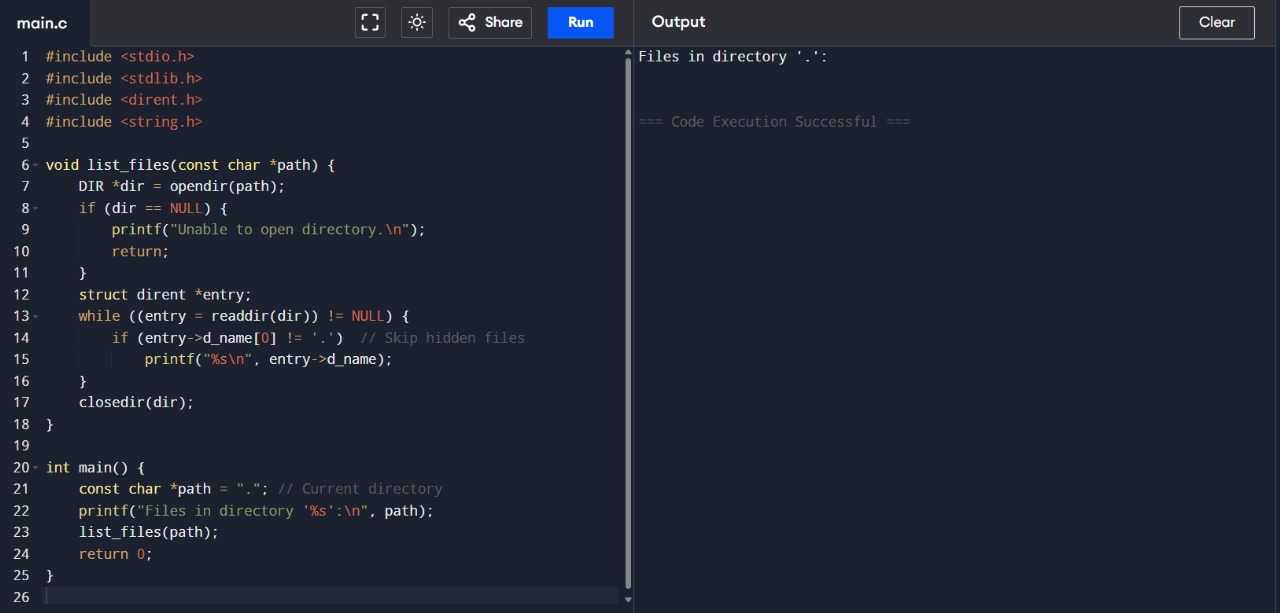 main.c
Share
Run
Output
Clear
1 #include <stdio.h>
2 #include <stdlib.h>
3 #include <dirent.h>
4 #include <string.h>
5
6 void list_files(const char *path) {
7     DIR *dir = opendir(path);
8     if (dir == NULL) {
9         printf("Unable to open directory.\n");
10         return;
11     }
12     struct dirent *entry;
13     while ((entry = readdir(dir)) != NULL) {
14         if (entry->d_name[0] != '.')  // Skip hidden files
15             printf("%s\n", entry->d_name);
16     }
17     closedir(dir);
18 }
19
20 int main() {
21     const char *path = "."; // Current directory
22     printf("Files in directory '%s':\n", path);
23     list_files(path);
24     return 0;
25 }
26
Files in directory '.':
=== Code Execution Successful ===